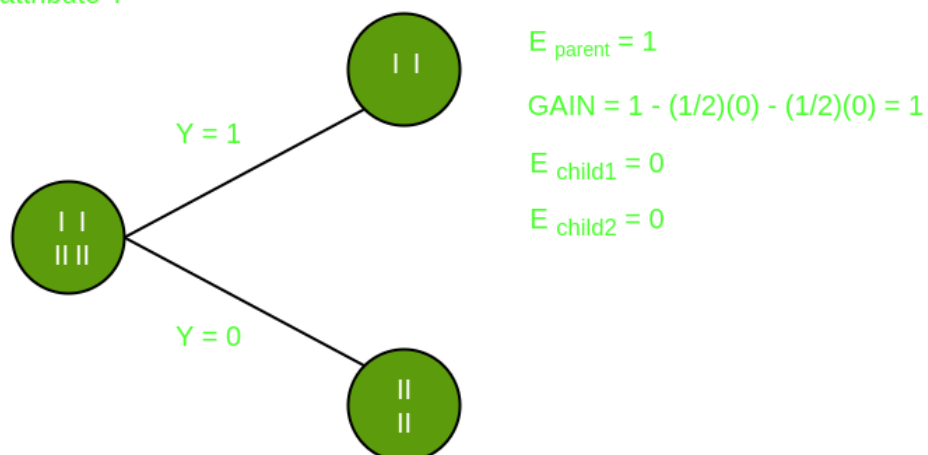 I I
E parent = 1
GAIN = 1 - (1/2)(0) - (1/2)(0) = 1
Y = 1
E child1 = 0
E child2 = 0
I I
II II
Y = 0
II
II